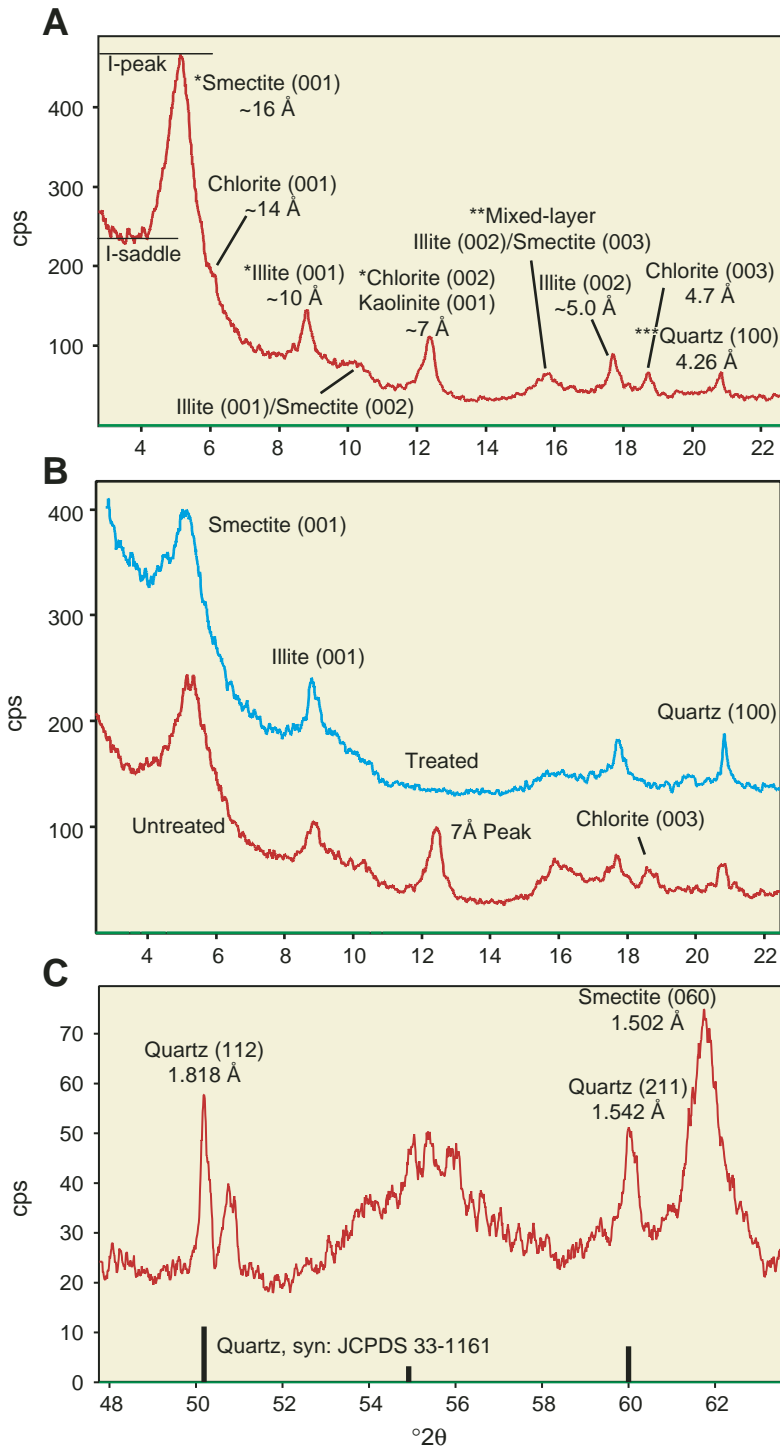 A
I-peak
*Smectite (001)
~16 Å
400
Chlorite (001)
~14 Å
300
cps
**Mixed-layer
Illite (002)/Smectite (003)
I-saddle
200
*Illite (001)
~10 Å
*Chlorite (002)
Kaolinite (001)
~7 Å
Illite (002)
~5.0 Å
Chlorite (003)
4.7 Å
***Quartz (100)
4.26 Å
100
Illite (001)/Smectite (002)
4 6 8 10 12 14 16 18 20 22
B
400
Smectite (001)
300
Illite (001)
cps
200
Quartz (100)
Treated
Untreated
100
7Å Peak
Chlorite (003)
4 6 8 10 12 14 16 18 20 22
C
Smectite (060)
1.502 Å
70
Quartz (112)
1.818 Å
60
Quartz (211)
1.542 Å
50
40
cps
30
20
10
Quartz, syn: JCPDS 33-1161
0
48 50 52 54 56 58 60 62
°2θ